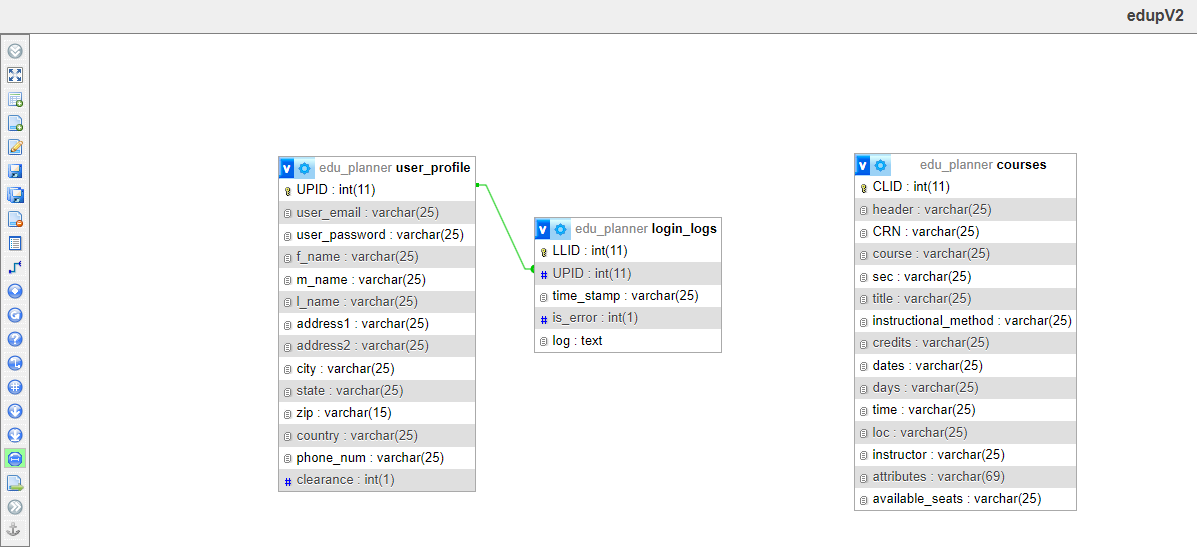 edupV2
edu_planner user_profile
UPID : int(11)
user_email : varchar(25)
user_password : varchar(25)
f_name : varchar(25)
m_name : varchar(25)
l_name : varchar(25)
address1 : varchar(25)
address2 : varchar(25)
city : varchar(25)
state : varchar(25)
zip : varchar(15)
country : varchar(25)
phone_num : varchar(25)
# clearance : int(1)
edu_planner login_logs
LLID : int(11)
# UPID : int(11)
time_stamp : varchar(25)
# is_error : int(1)
log : text
edu_planner courses
CLID : int(11)
header : varchar(25)
CRN : varchar(25)
course : varchar(25)
sec : varchar(25)
title : varchar(25)
instructional_method : varchar(25)
credits : varchar(25)
dates : varchar(25)
days : varchar(25)
time : varchar(25)
loc : varchar(25)
instructor : varchar(25)
attributes : varchar(69)
available_seats : varchar(25)